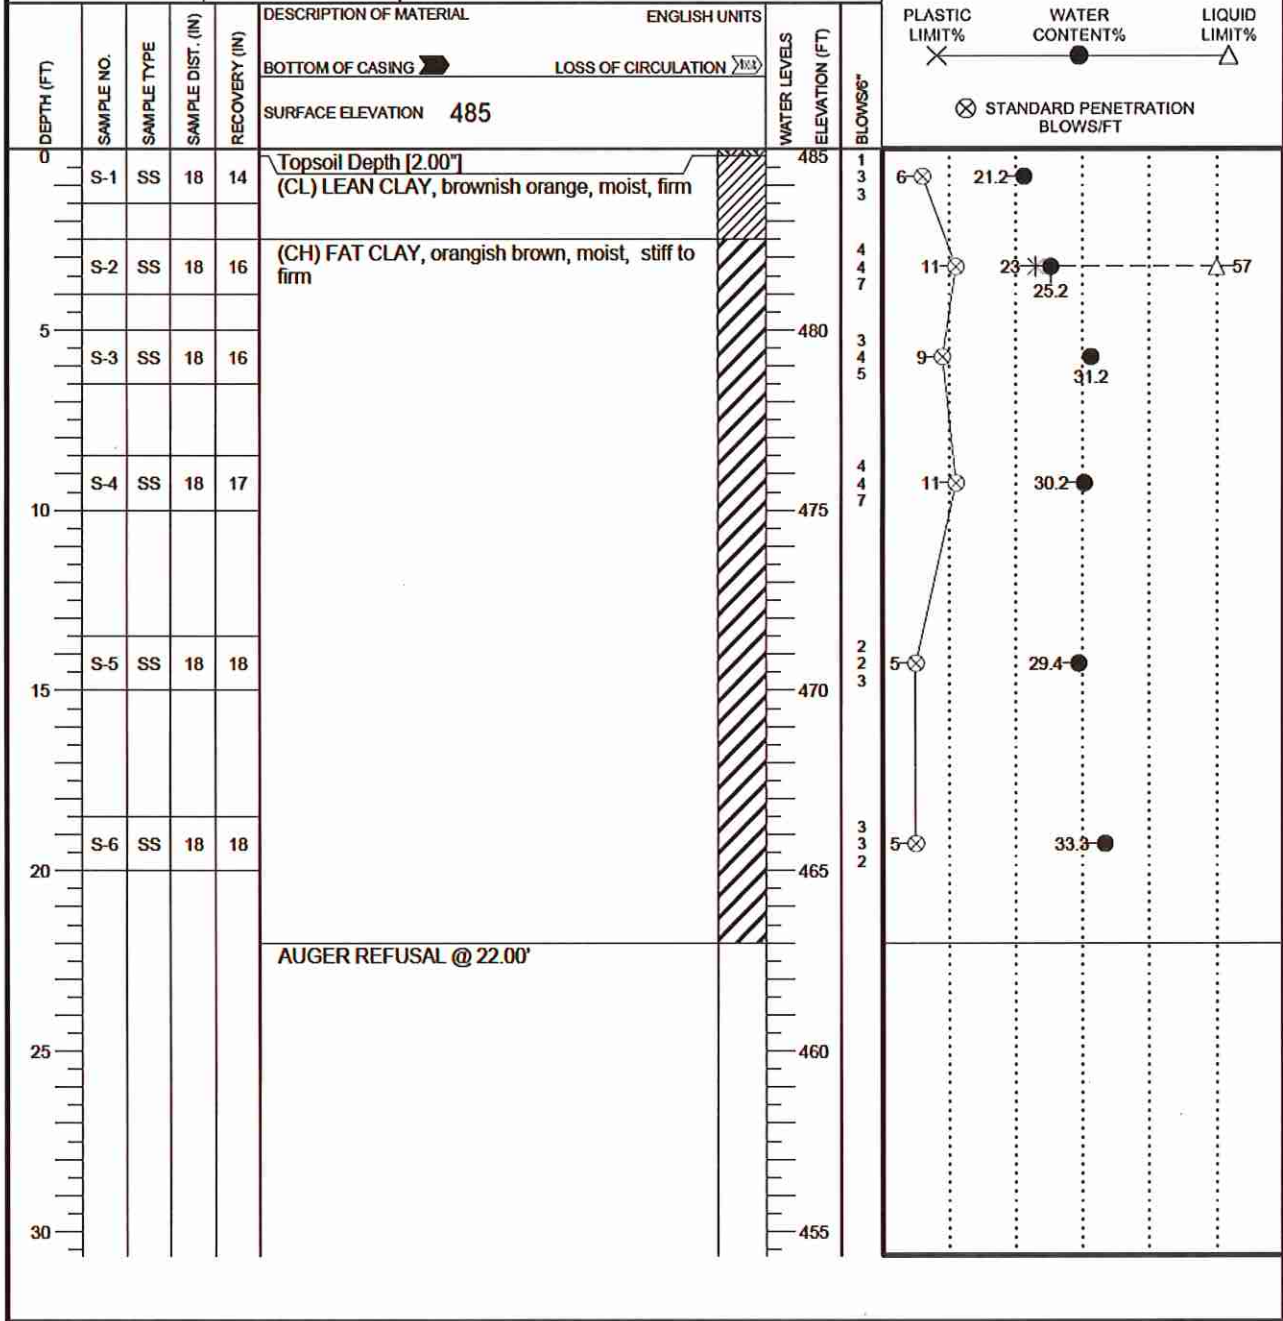 DEPTH (FT)
SAMPLE NO.
SAMPLE TYPE
SAMPLE DIST. (IN)
RECOVERY (IN)
DESCRIPTION OF MATERIAL ENGLISH UNITS
BOTTOM OF CASING LOSS OF CIRCULATION
SURFACE ELEVATION 485
WATER LEVELS
ELEVATION (FT)
BLOWS/6"
PLASTIC LIMIT%
WATER CONTENT%
LIQUID LIMIT%
STANDARD PENETRATION
BLOWS/FT
0
5
10
15
20
25
30
S-1 SS 18 14
S-2 SS 18 16
S-3 SS 18 16
S-4 SS 18 17
S-5 SS 18 18
S-6 SS 18 18
Topsoil Depth [2.00"]
(CL) LEAN CLAY, brownish orange, moist, firm
(CH) FAT CLAY, orangish brown, moist, stiff to
firm
AUGER REFUSAL @ 22.00'
485
480
475
470
465
460
455
1
3
3
4
4
7
3
4
5
4
4
7
2
2
3
3
3
2
6 21.2
11 23 57
25.2
9
31.2
11 30.2
5 29.4
5 33.3